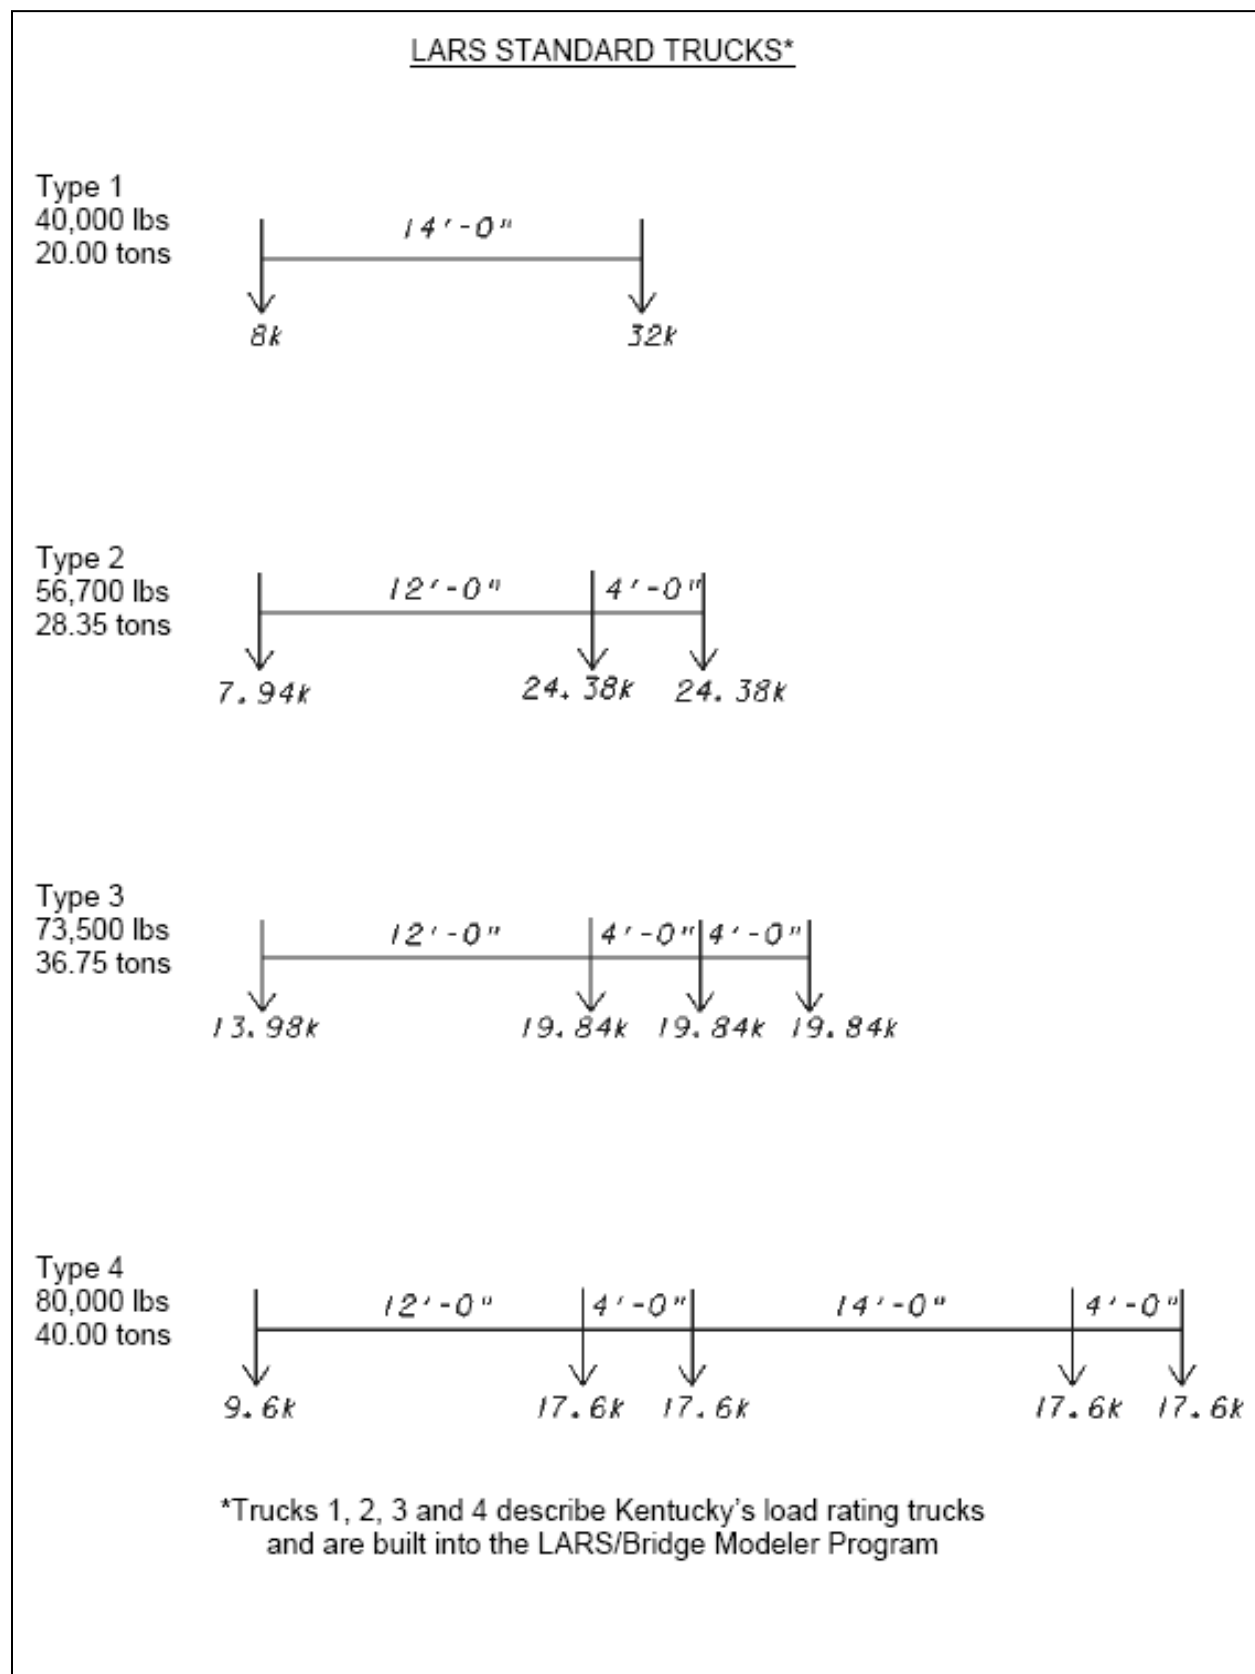 LARS STANDARD TRUCKS*
Type 1
40,000 lbs
20.00 tons
14'-0"
8k 32k
Type 2
56,700 lbs
28.35 tons
12'-0" 4'-0"
7.94k 24.38k 24.38k
Type 3
73,500 lbs
36.75 tons
12'-0" 4'-0" 4'-0"
13.98k 19.84k 19.84k 19.84k
Type 4
80,000 lbs
40.00 tons
12'-0" 4'-0" 14'-0" 4'-0"
9.6k 17.6k 17.6k 17.6k 17.6k
*Trucks 1, 2, 3 and 4 describe Kentucky's load rating trucks
and are built into the LARS/Bridge Modeler Program